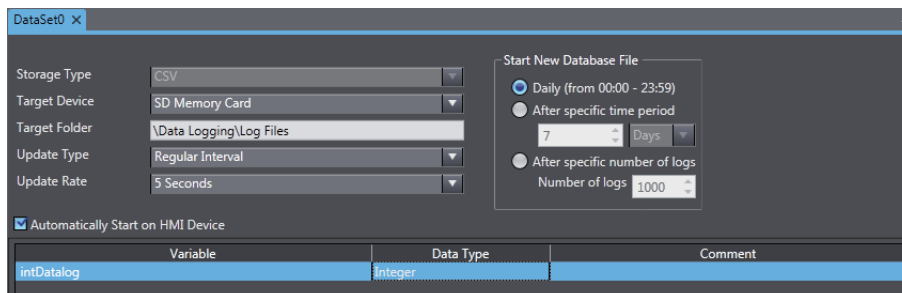 DataSet0 ×
Start New Database File
Storage Type CSV
Daily (from 00:00 - 23:59)
Target Device SD Memory Card
After specific time period
Target Folder \Data Logging\Log Files
7 Days
Update Type Regular Interval
After specific number of logs
Update Rate 5 Seconds
Number of logs 1000
Automatically Start on HMI Device
Variable Data Type Comment
intDatalog Integer